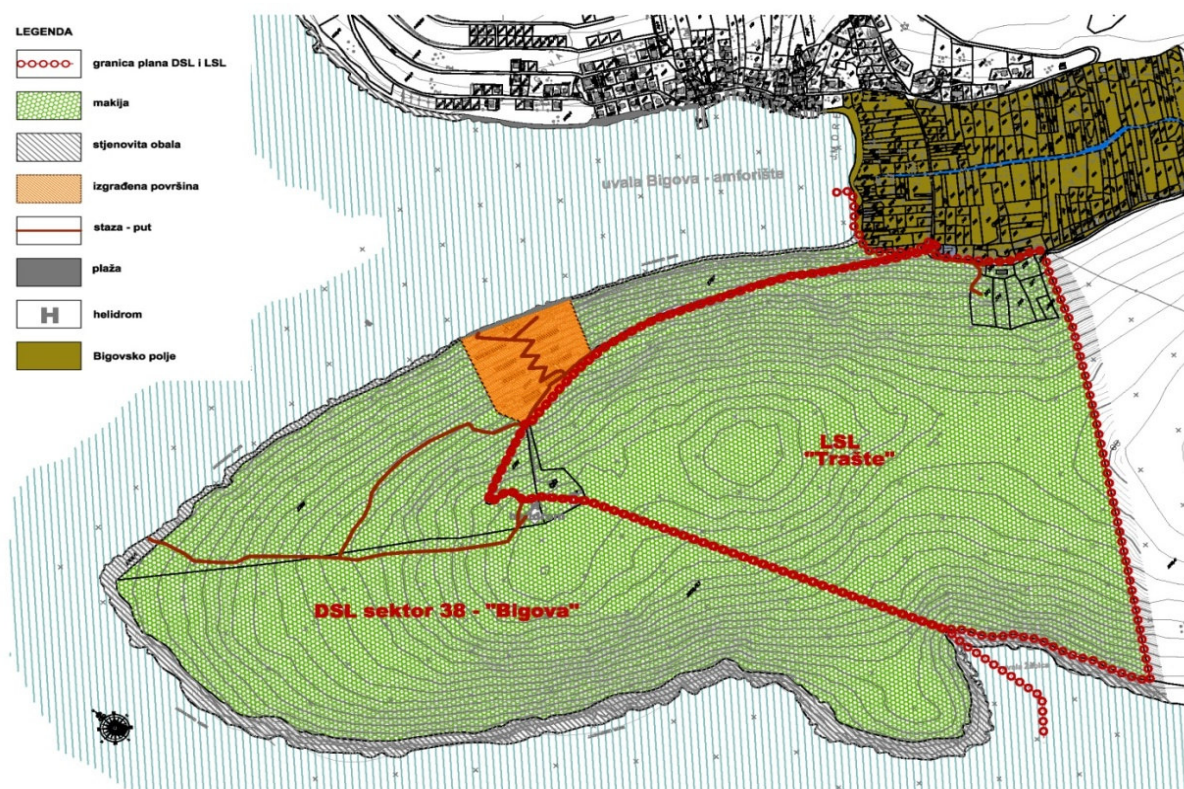 LEGENDA
granica plana DSL i LSL
makija
stjenovita obala
izgrađena površina
staza - put
plaža
H
helidrom
Bigovsko polje
uvala Bigova - amforište
LSL
"Trašte"
DSL sektor 38 - "Bigova"